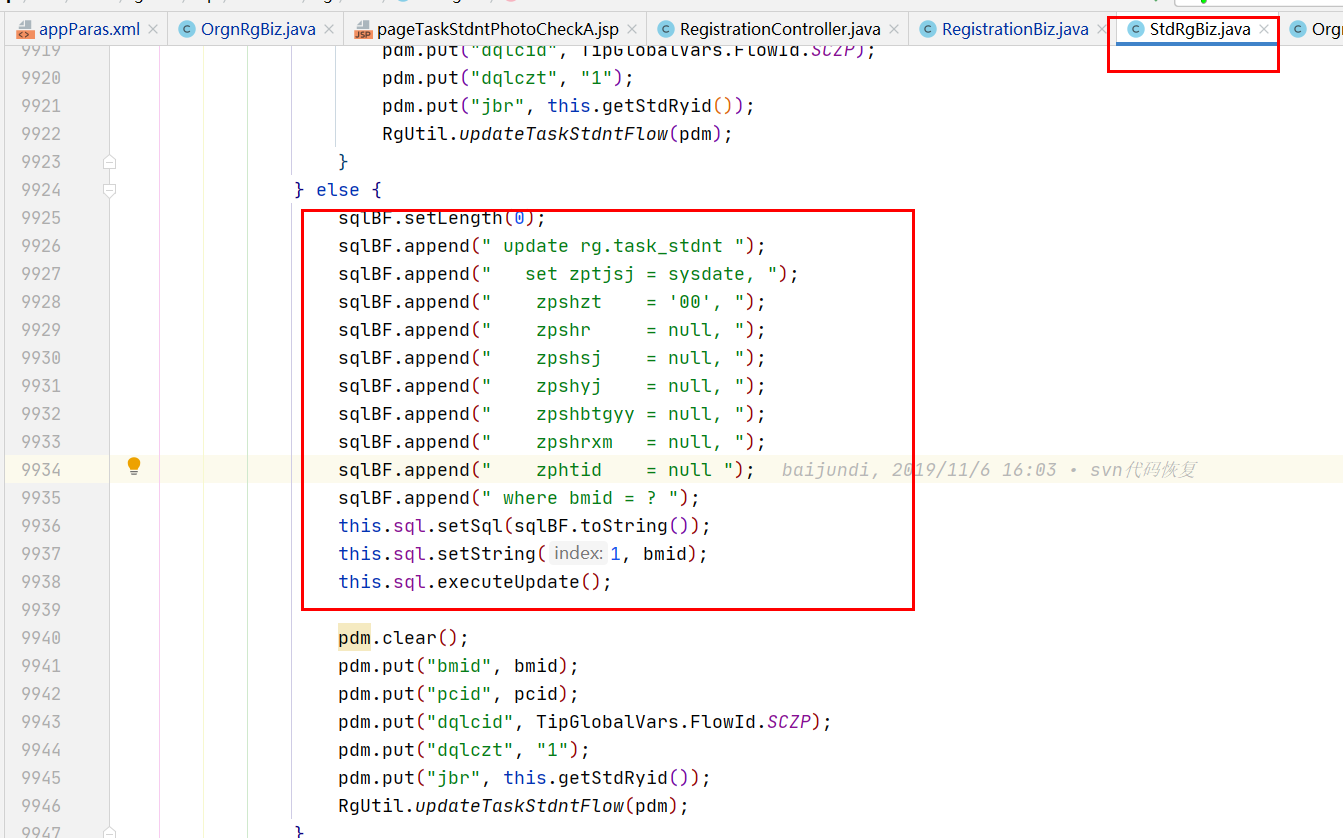 appParas.xml OrgnRgBiz.java pageTaskStdntPhotoCheckA.jsp RegistrationController.java RegistrationBiz.java StdRgBiz.java Org
9919 pdm.put("dqlcid", TipGlobalVars.FlowId.SCZP);
9920 pdm.put("dqlczt", "1");
9921 pdm.put("jbr", this.getStdRyid());
9922 RgUtil.updateTaskStdntFlow(pdm);
9923 }
9924 } else {
9925 sqlBF.setLength(0);
9926 sqlBF.append(" update rg.task_stdnt ");
9927 sqlBF.append("   set zptjsj = sysdate, ");
9928 sqlBF.append("    zpshzt    = '00', ");
9929 sqlBF.append("    zpshr     = null, ");
9930 sqlBF.append("    zpshsj    = null, ");
9931 sqlBF.append("    zpshyj    = null, ");
9932 sqlBF.append("    zpshbtgyy = null, ");
9933 sqlBF.append("    zpshrxm   = null, ");
9934 sqlBF.append("    zphtid    = null "); baijundi, 2019/11/6 16:03 • svn代码恢复
9935 sqlBF.append(" where bmid = ? ");
9936 this.sql.setSql(sqlBF.toString());
9937 this.sql.setString( index: 1, bmid);
9938 this.sql.executeUpdate();
9939
9940 pdm.clear();
9941 pdm.put("bmid", bmid);
9942 pdm.put("pcid", pcid);
9943 pdm.put("dqlcid", TipGlobalVars.FlowId.SCZP);
9944 pdm.put("dqlczt", "1");
9945 pdm.put("jbr", this.getStdRyid());
9946 RgUtil.updateTaskStdntFlow(pdm);
9947 }